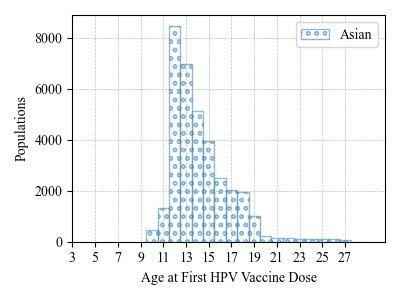 Asian
8000
6000
4000
2000
0
Populations
3 5 7 9 11 13 15 17 19 21 23 25 27
Age at First HPV Vaccine Dose